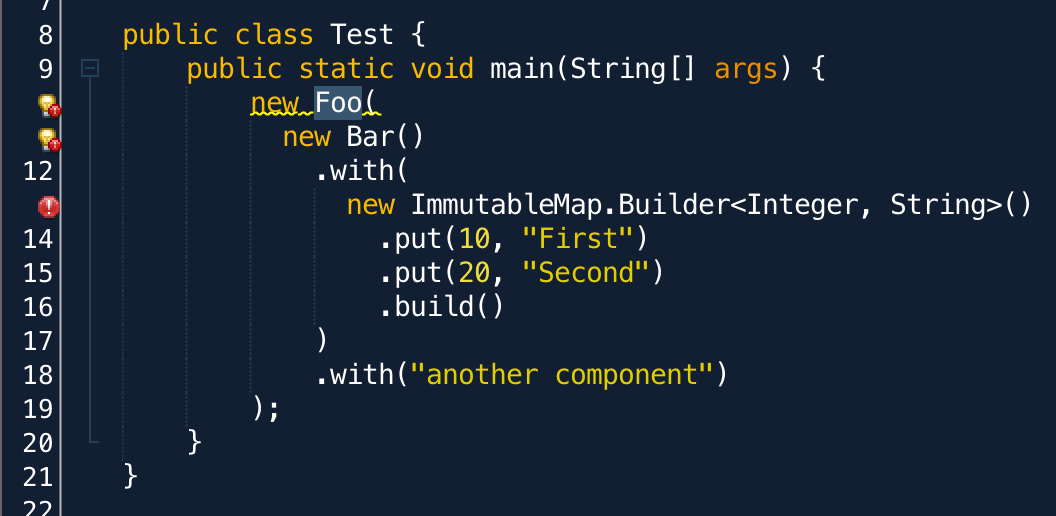 7
8 public class Test {
9 public static void main(String[] args) {
new Foo(
new Bar()
12 .with(
new ImmutableMap.Builder<Integer, String>()
14 .put(10, "First")
15 .put(20, "Second")
16 .build()
17 )
18 .with("another component")
19 );
20 }
21 }
22